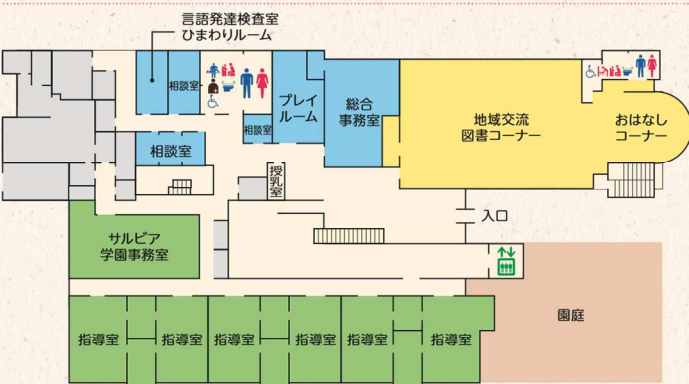 言語発達検査室
ひまわりルーム
相談室
相談室
相談室
プレイ
ルーム
総合
事務室
地域交流
図書コーナー
おはなし
コーナー
授乳室
入口
サルビア
学園事務室
指導室
指導室
指導室
指導室
指導室
指導室
園庭